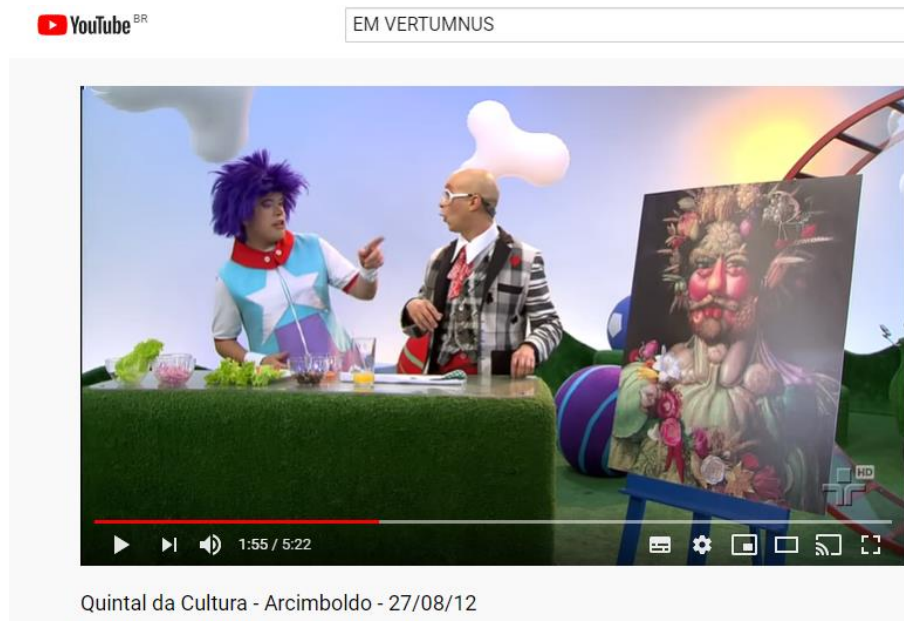 YouTube BR
EM VERTUMNUS
HD
1:55 / 5:22
Quintal da Cultura - Arcimboldo - 27/08/12